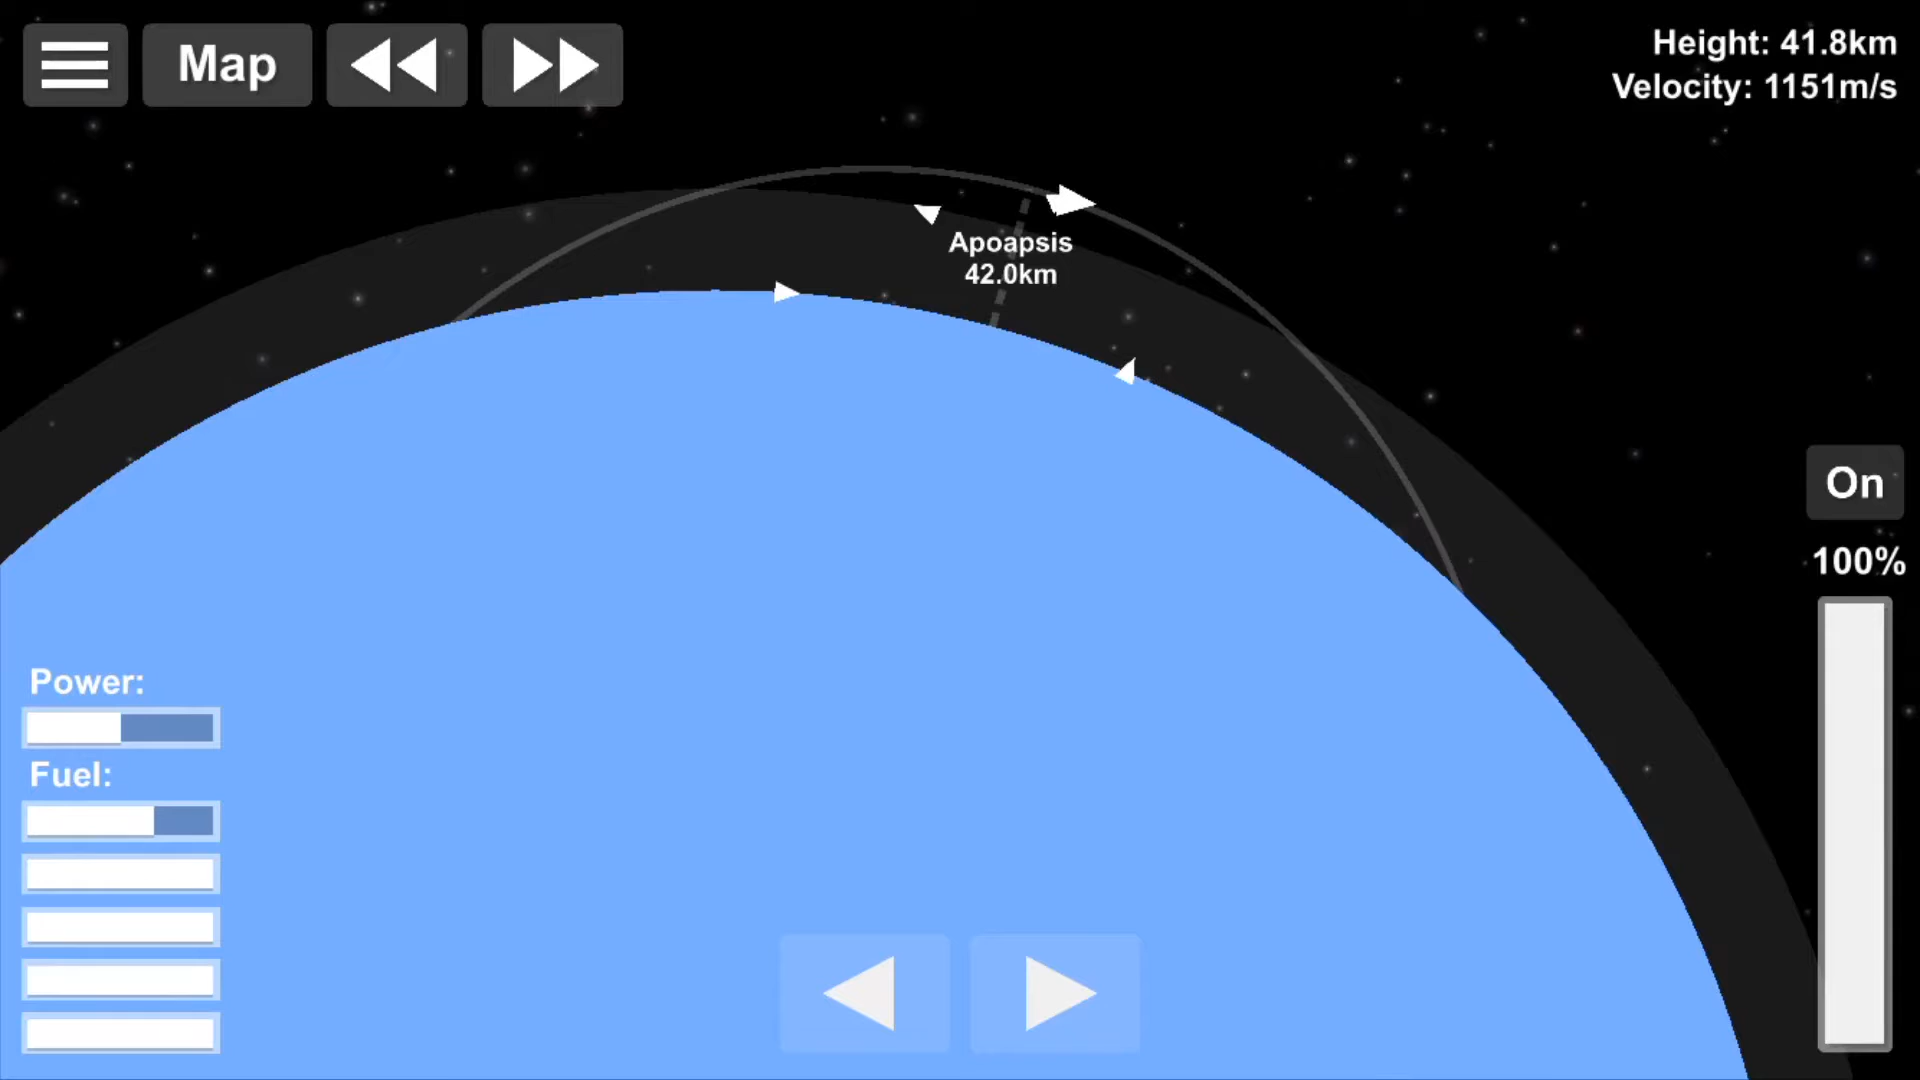 Map
Height: 41.8km
Velocity: 1151m/s
Apoapsis
42.0km
On
100%
Power:
Fuel: